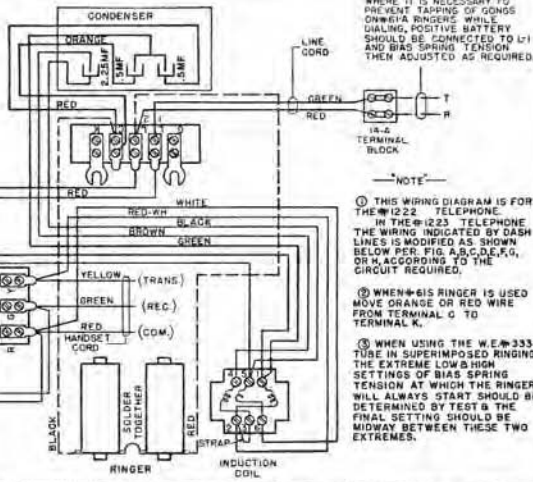 WHERE IT IS NECESSARY TO
PREVENT TAPPING OF GONGS
ON #61A RINGERS WHILE
DIALING, POSITIVE BATTERY
SHOULD BE CONNECTED TO L-1
AND BIAS SPRING TENSION
THEN ADJUSTED AS REQUIRED.
CONDENSER
ORANGE
2.25MF
.5MF
.5MF
LINE
CORD
RED
GREEN
RED
T
R
14-A
TERMINAL
BLOCK
K
2
1
RED
WHITE
RED-WH
BLACK
BROWN
GREEN
Y
YELLOW
(TRANS.)
G
GREEN
(REC.)
R
RED
(COM.)
HANDSET
CORD
BLACK
SOLDER
TOGETHER
RED
RINGER
4
5
2
3
STRAP
INDUCTION
COIL
"NOTE"
① THIS WIRING DIAGRAM IS FOR
THE #1222 TELEPHONE.
IN THE #1223 TELEPHONE
THE WIRING INDICATED BY DASH
LINES IS MODIFIED AS SHOWN
BELOW PER. FIG. A,B,C,D,E,F,G,
OR H, ACCORDING TO THE
CIRCUIT REQUIRED.
② WHEN #61S RINGER IS USED
MOVE ORANGE OR RED WIRE
FROM TERMINAL C TO
TERMINAL K.
③ WHEN USING THE W.E.#333
TUBE IN SUPERIMPOSED RINGING
THE EXTREME LOW & HIGH
SETTINGS OF BIAS SPRING
TENSION AT WHICH THE RINGER
WILL ALWAYS START SHOULD BE
DETERMINED BY TEST & THE
FINAL SETTING SHOULD BE
MIDWAY BETWEEN THESE TWO
EXTREMES.